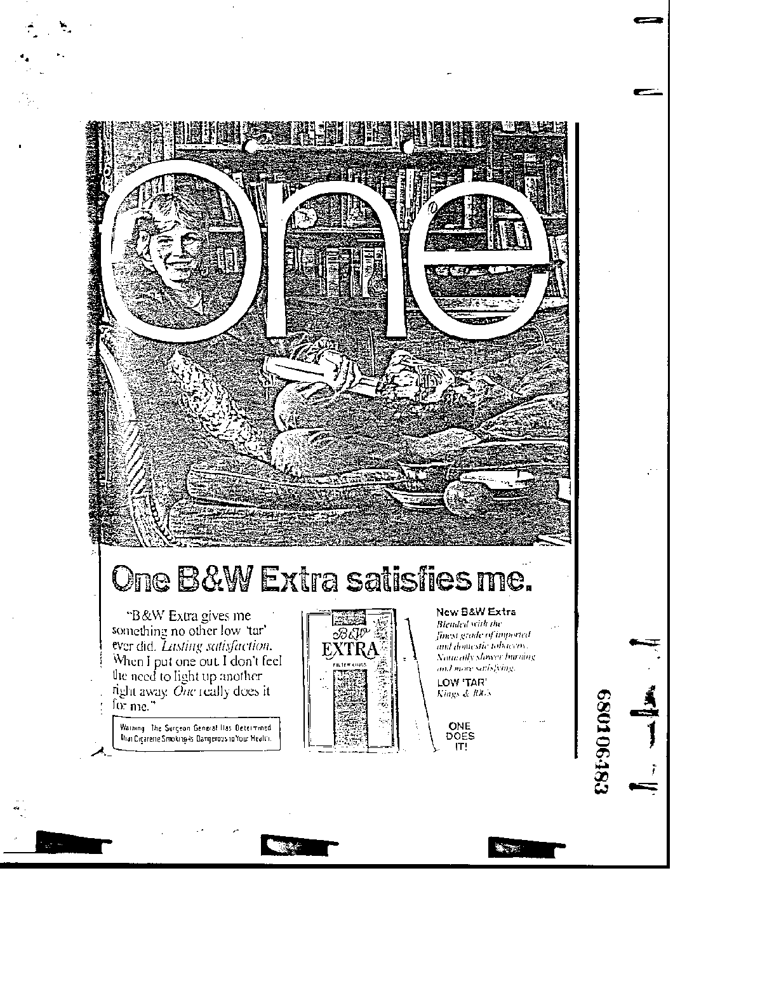 One
One B&W Extra satisfies me.
"B&W Extra gives me
something no other low 'tar'
ever did. Lasting satisfaction.
When I put one out I don't feel
the need to light up another
right away. One really does it
for me."
Warning: The Surgeon General Has Determined
That Cigarette Smoking Is Dangerous to Your Health.
B&W
EXTRA
FILTER KINGS
New B&W Extra
Blended with the
finest grade of imported
and domestic tobaccos.
Naturally slower burning
and more satisfying.
LOW 'TAR'
Kings & 100's
ONE
DOES
IT!
680106483